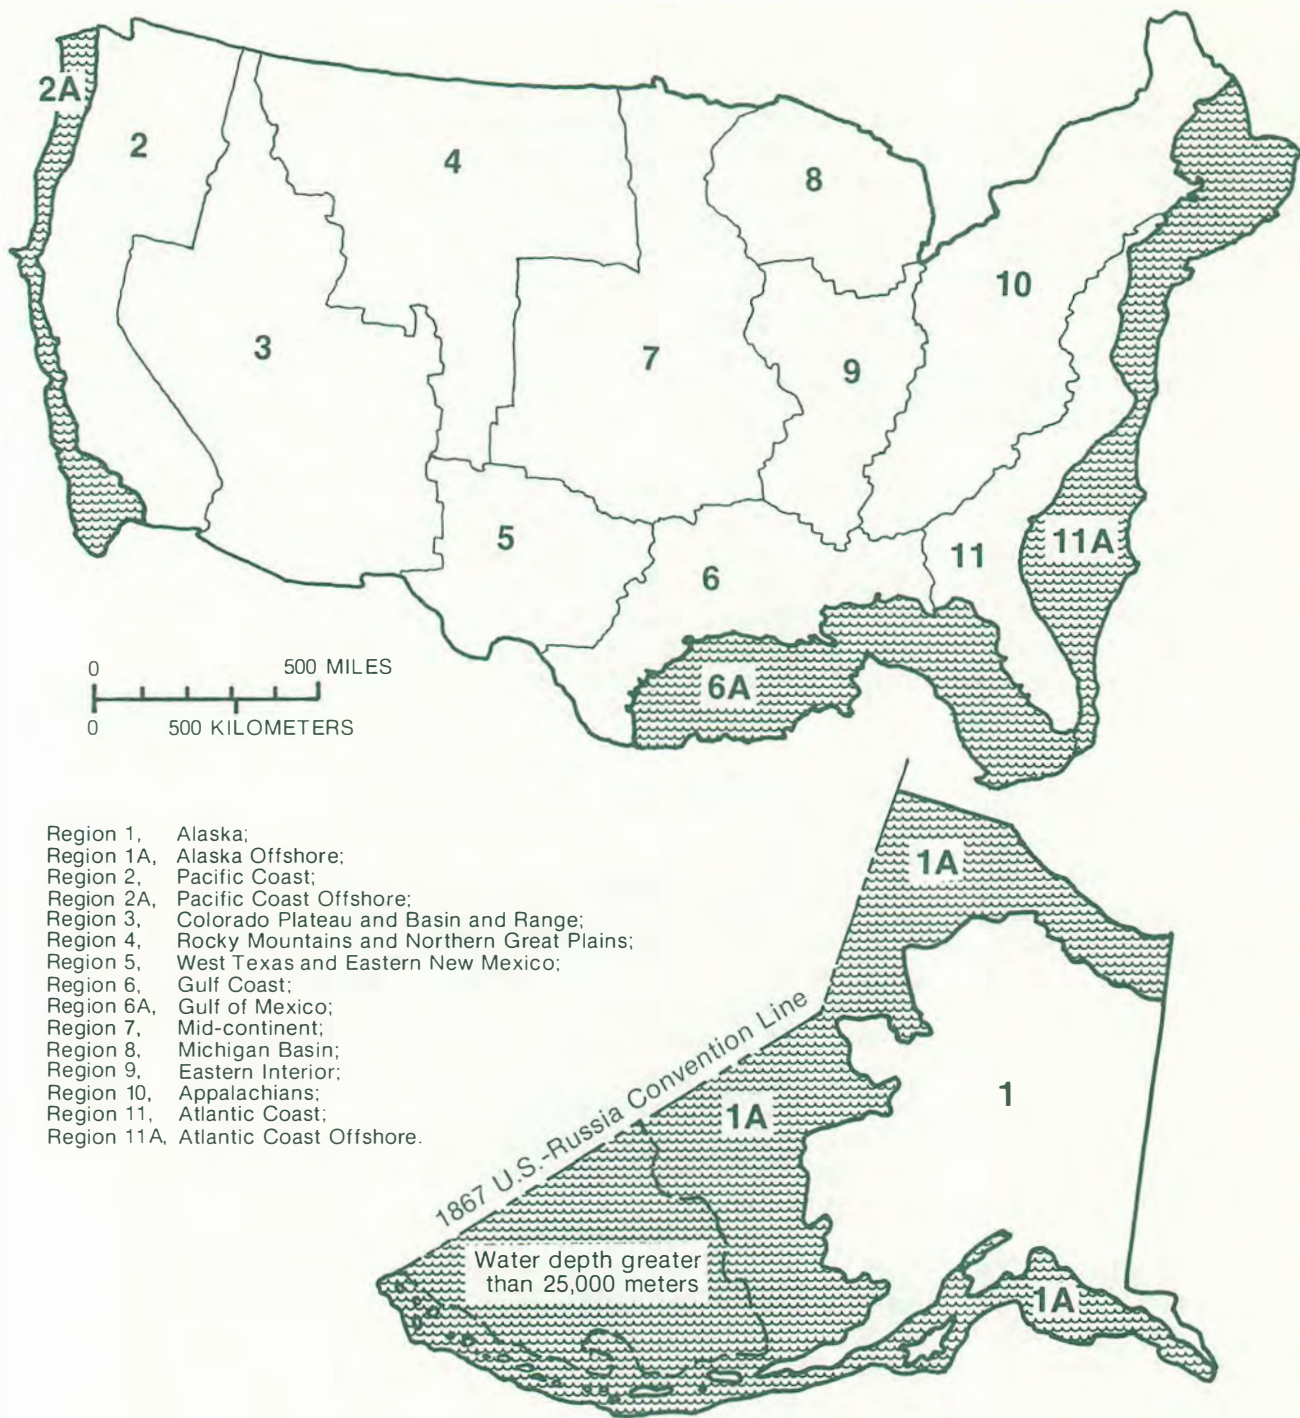 2A
2
4
8
10
3
7
9
5
11
11A
6
6A
0 500 MILES
0 500 KILOMETERS
Region 1, Alaska;
Region 1A, Alaska Offshore;
Region 2, Pacific Coast;
Region 2A, Pacific Coast Offshore;
Region 3, Colorado Plateau and Basin and Range;
Region 4, Rocky Mountains and Northern Great Plains;
Region 5, West Texas and Eastern New Mexico;
Region 6, Gulf Coast;
Region 6A, Gulf of Mexico;
Region 7, Mid-continent;
Region 8, Michigan Basin;
Region 9, Eastern Interior;
Region 10, Appalachians;
Region 11, Atlantic Coast;
Region 11A, Atlantic Coast Offshore.
1A
1867 U.S.-Russia Convention Line
1A
1
Water depth greater
than 25,000 meters
1A